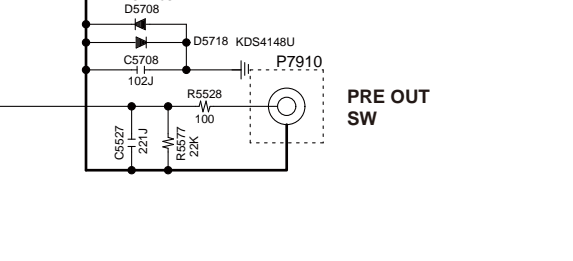 D5708
D5718 KDS4148U
C5708
102J
P7910
R5528
100
PRE OUT
SW
C5527
221J
R5577
22K